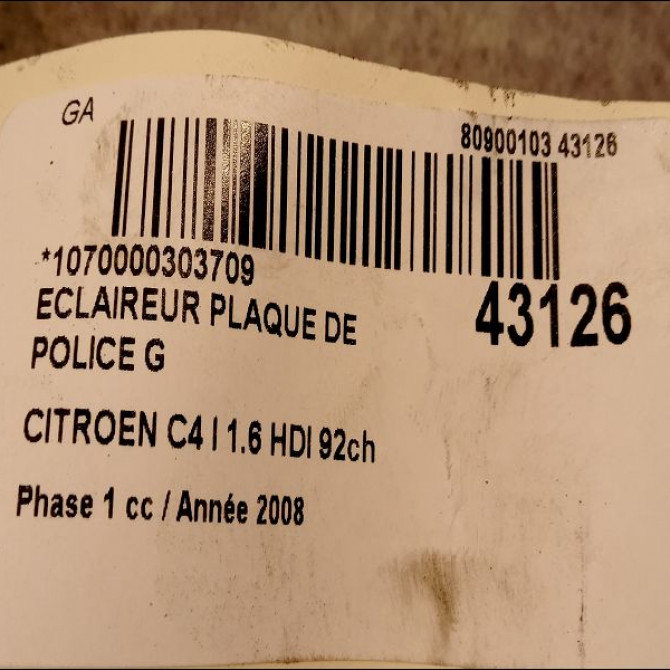 GA
80900103 43126
*1070000303709
43126
ECLAIREUR PLAQUE DE
POLICE G
CITROEN C4 I 1.6 HDI 92ch
Phase 1 cc / Année 2008